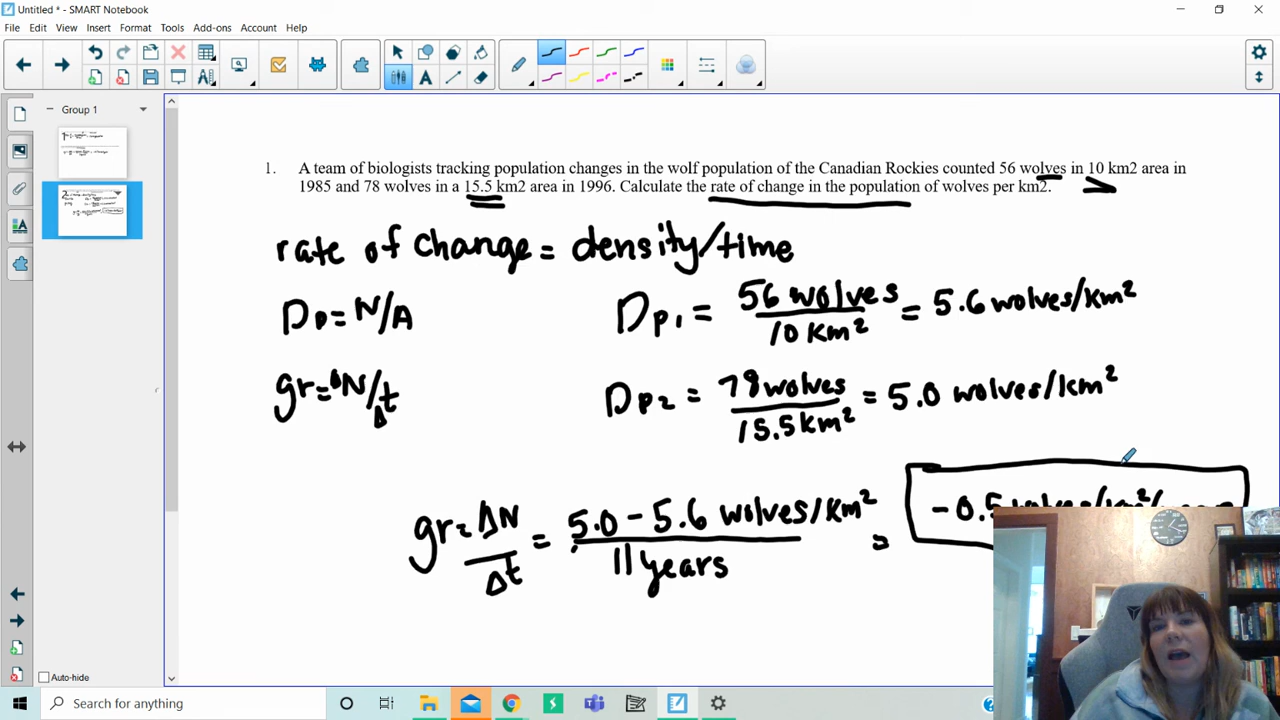 Untitled * - SMART Notebook
File Edit View Insert Format Tools Add-ons Account Help
Group 1
1. A team of biologists tracking population changes in the wolf population of the Canadian Rockies counted 56 wolves in 10 km2 area in
1985 and 78 wolves in a 15.5 km2 area in 1996. Calculate the rate of change in the population of wolves per km2.
rate of change = density/time
Dp = N/A
Dp1 = 56 wolves / 10 km² = 5.6 wolves/km²
gr = ΔN/Δt
Dp2 = 78 wolves / 15.5 km² = 5.0 wolves/km²
gr = ΔN / Δt = 5.0 - 5.6 wolves/km² / 11 years = -0.5 wolves/km²/
Auto-hide
Search for anything